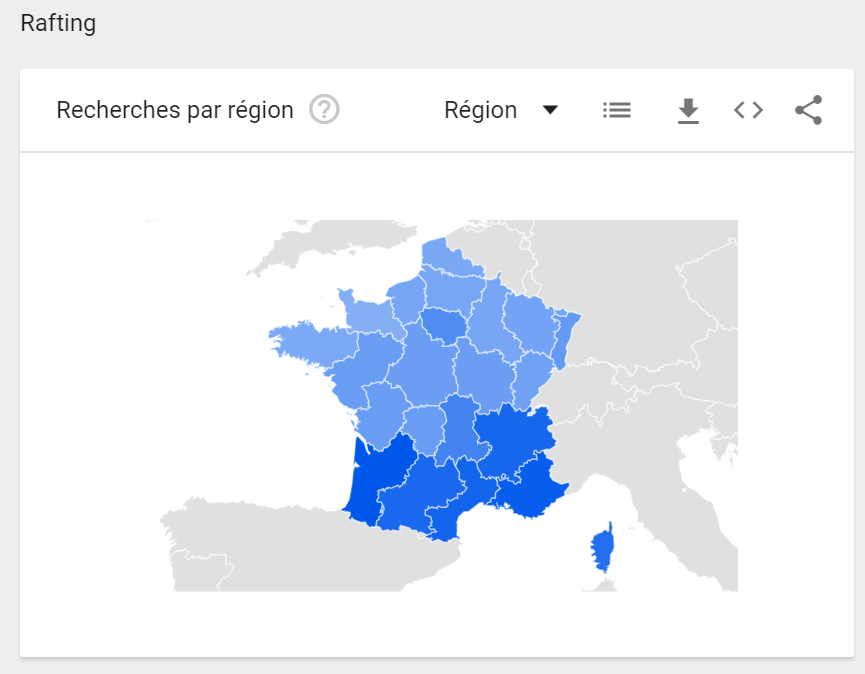 Rafting
Recherches par région ?
Région